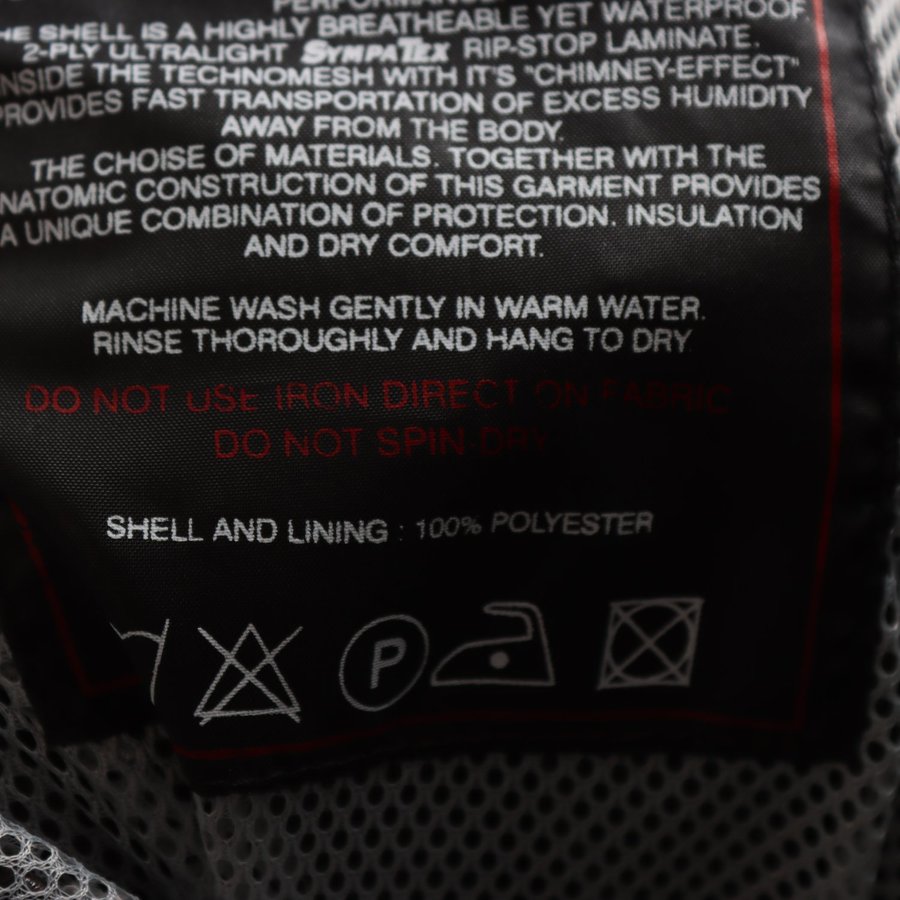 PERFORMANCE
THE SHELL IS A HIGHLY BREATHEABLE YET WATERPROOF.
2-PLY ULTRALIGHT SYMPATEX RIP-STOP LAMINATE.
INSIDE THE TECHNOMESH WITH IT'S "CHIMNEY-EFFECT"
PROVIDES FAST TRANSPORTATION OF EXCESS HUMIDITY
AWAY FROM THE BODY.
THE CHOISE OF MATERIALS. TOGETHER WITH THE
NATOMIC CONSTRUCTION OF THIS GARMENT PROVIDES
A UNIQUE COMBINATION OF PROTECTION. INSULATION
AND DRY COMFORT.
MACHINE WASH GENTLY IN WARM WATER.
RINSE THOROUGHLY AND HANG TO DRY
DO NOT USE IRON DIRECT ON FABRIC
DO NOT SPIN-DRY
SHELL AND LINING : 100% POLYESTER
P